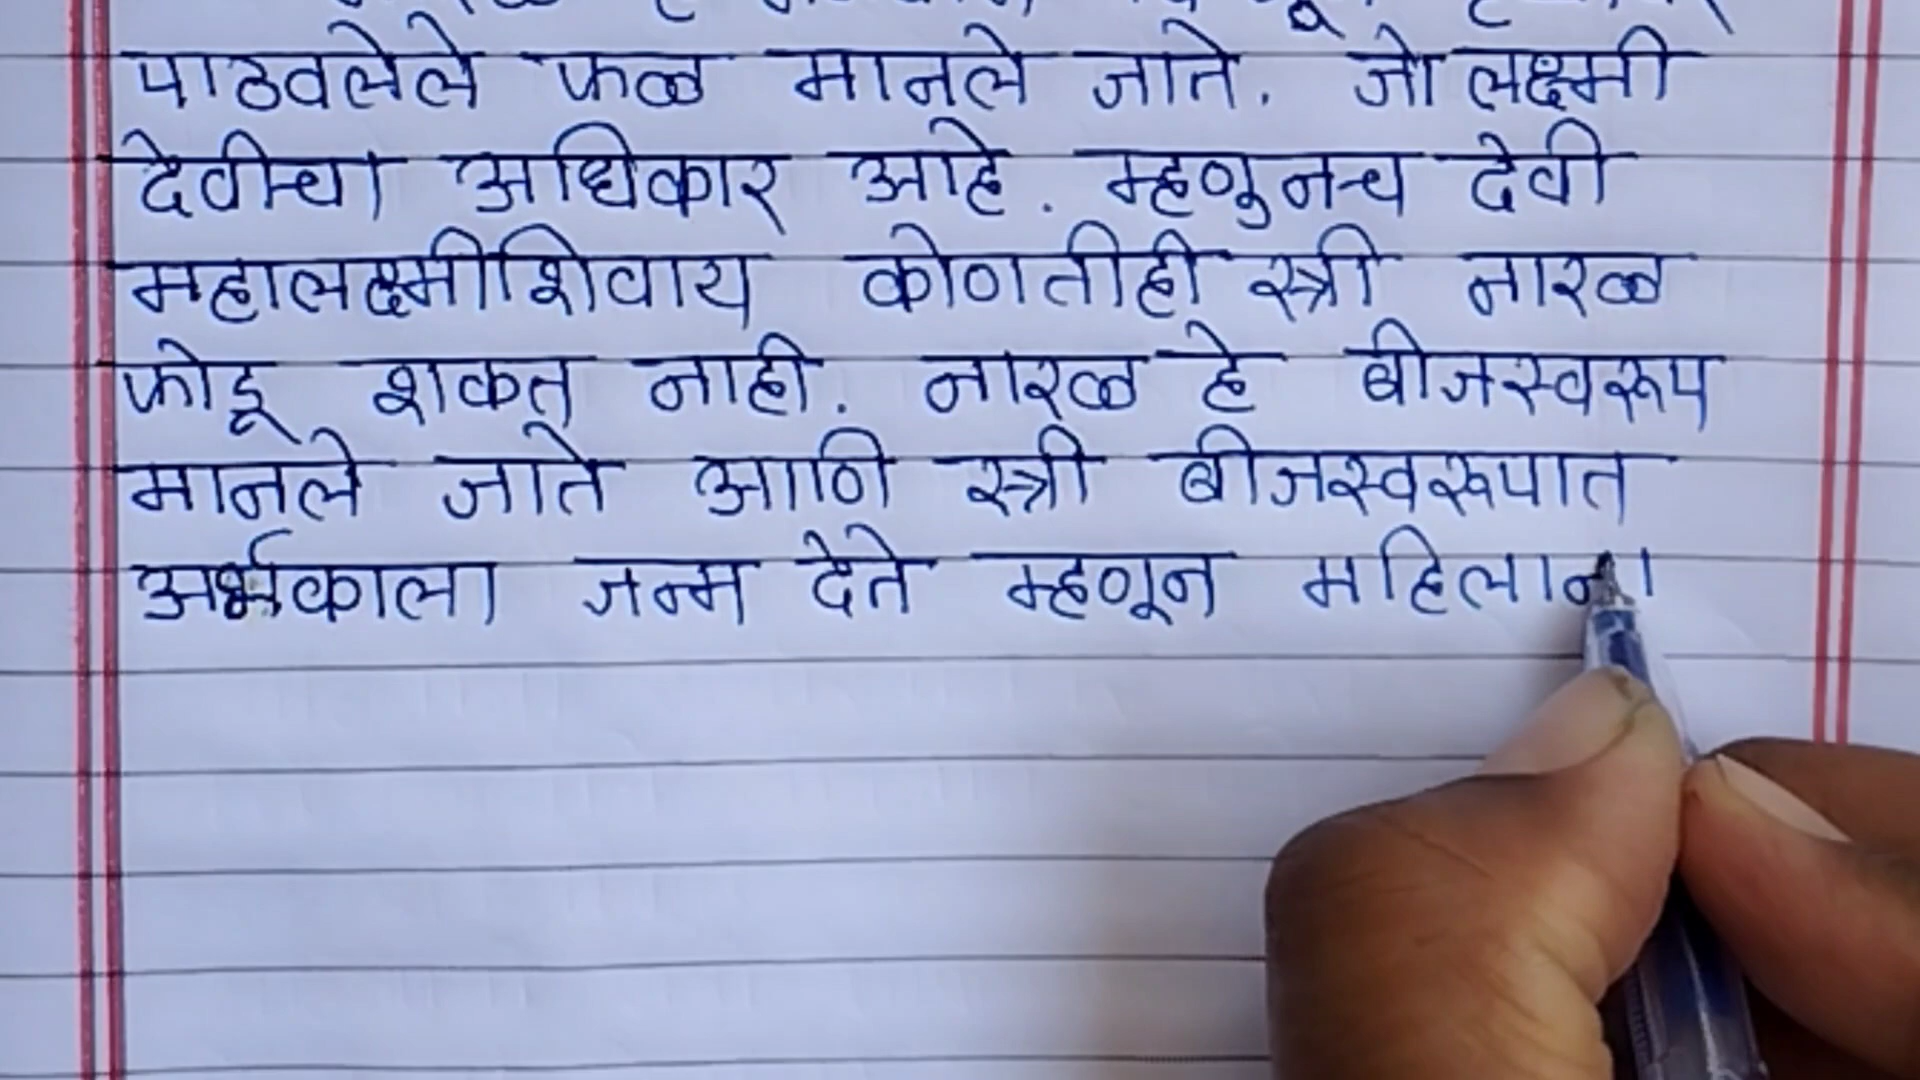 पाठवलेले फळ मानले जाते. जो लक्ष्मी
देवीचा अधिकार आहे. म्हणुनच देवी
महालक्ष्मीशिवाय कोणतीही स्त्री नारळ
फोडू शकत नाही. नारळ हे बीजस्वरूप
मानले जाते आणि स्त्री बीजस्वरूपात
अर्भकाला जन्म देते म्हणून महिलाना